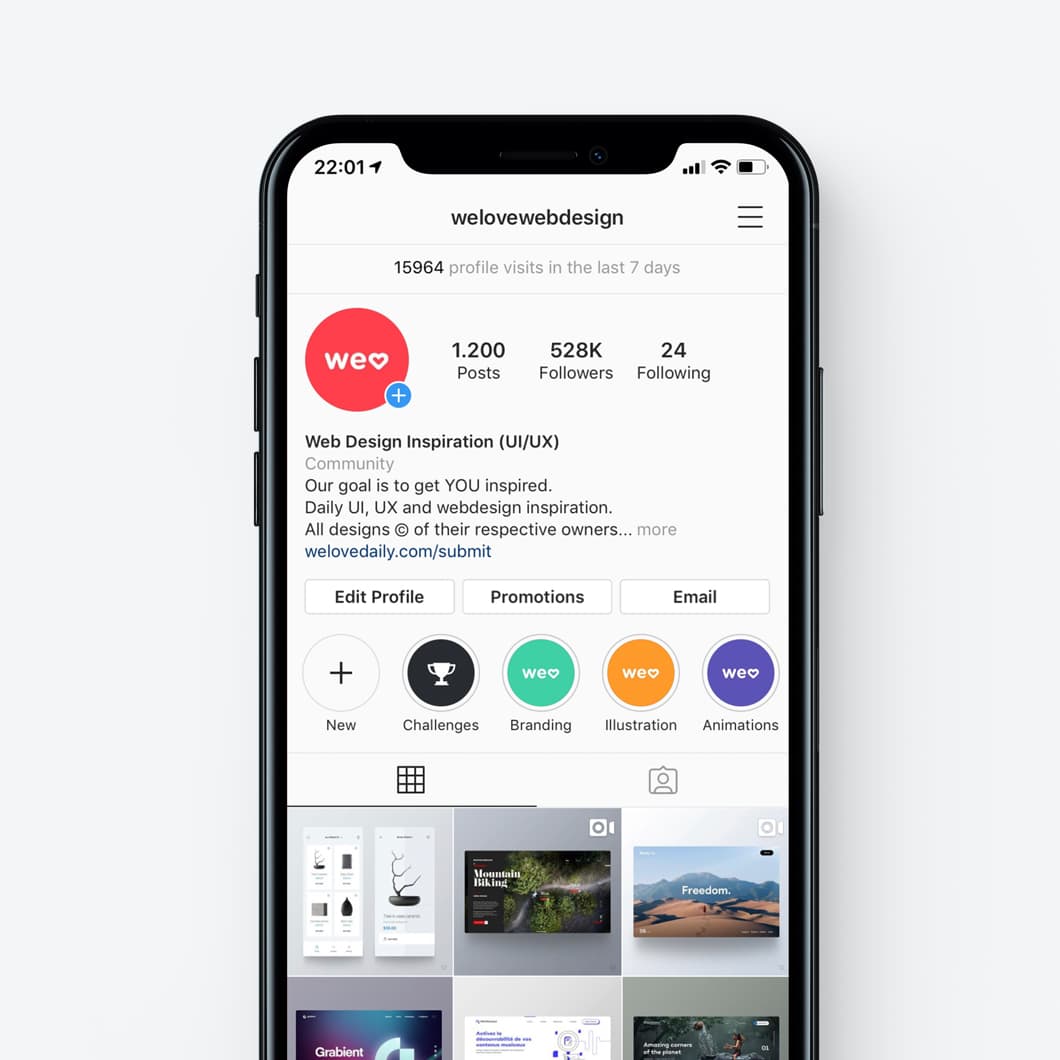 22:01
welovewebdesign
15964 profile visits in the last 7 days
we
1.200
Posts
528K
Followers
24
Following
Web Design Inspiration (UI/UX)
Community
Our goal is to get YOU inspired.
Daily UI, UX and webdesign inspiration.
All designs © of their respective owners... more
welovedaily.com/submit
Edit Profile
Promotions
Email
we
we
we
New
Challenges
Branding
Illustration
Animations
Mountain
Biking
Freedom.
Grabient
Activez la
découvrabilité de vos
contenus musicaux
Amazing corners
of the planet
01